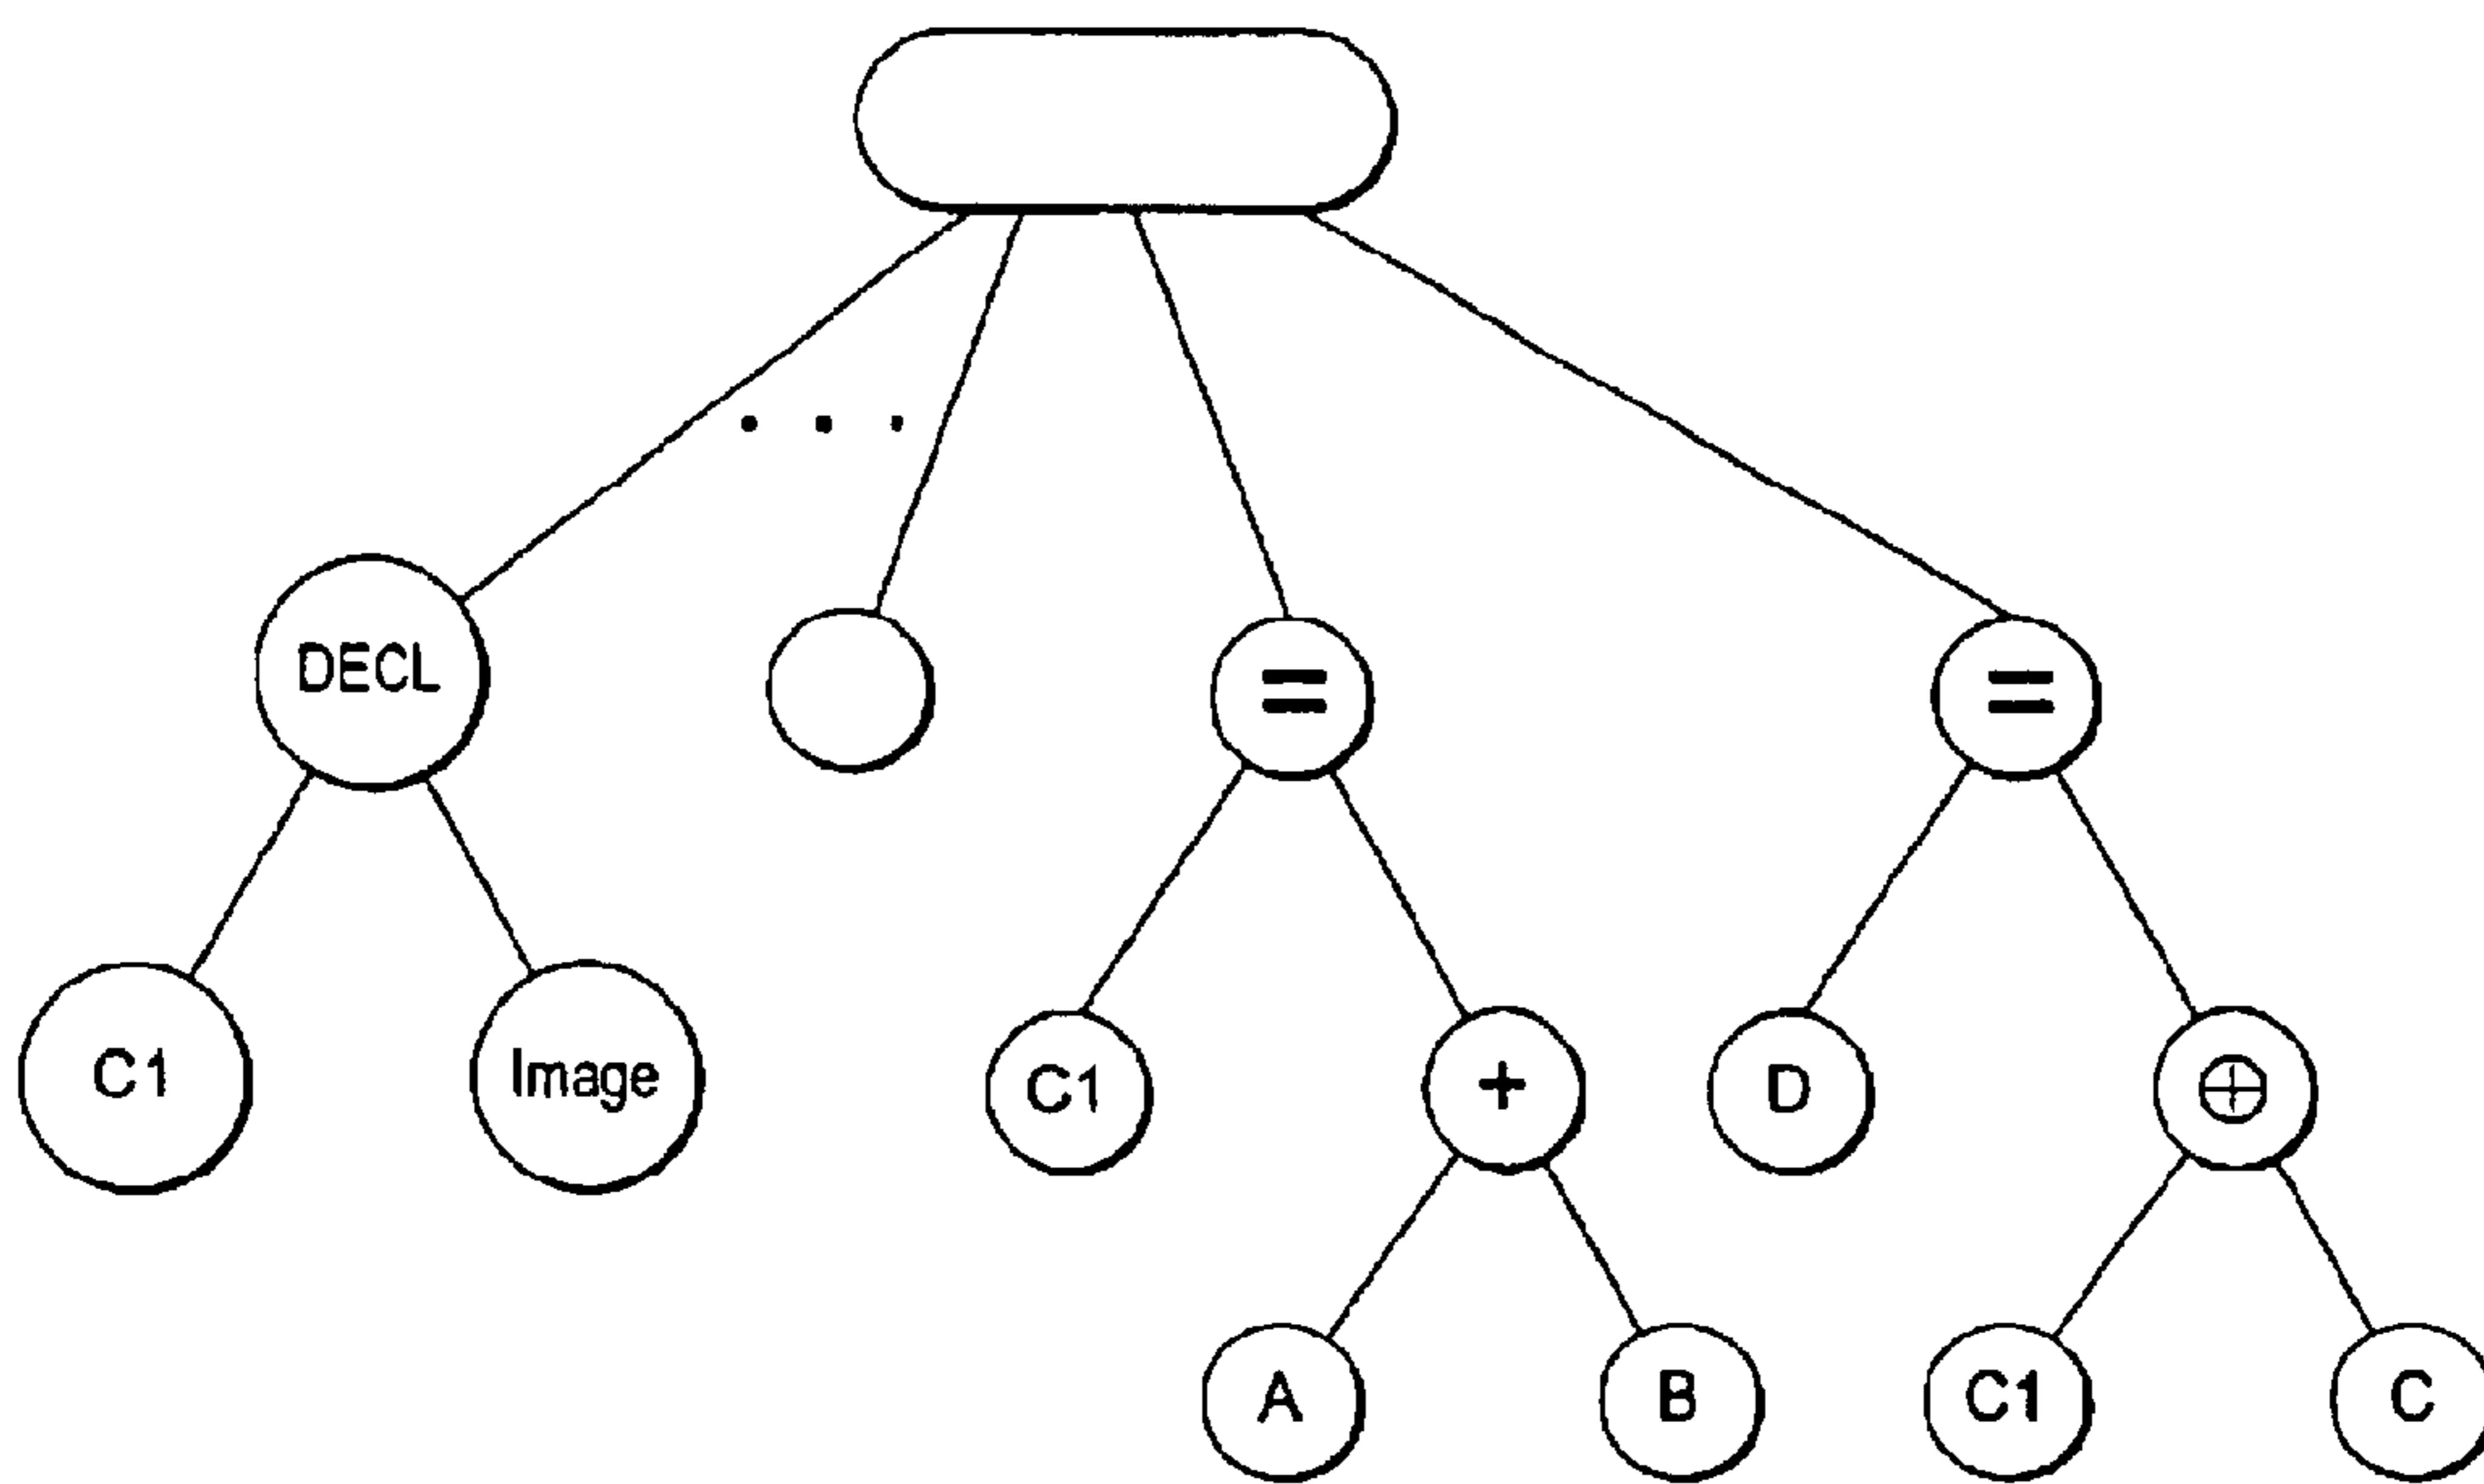 . . .
DECL = =
C1 Image C1 + D ⊕
A B C1 C